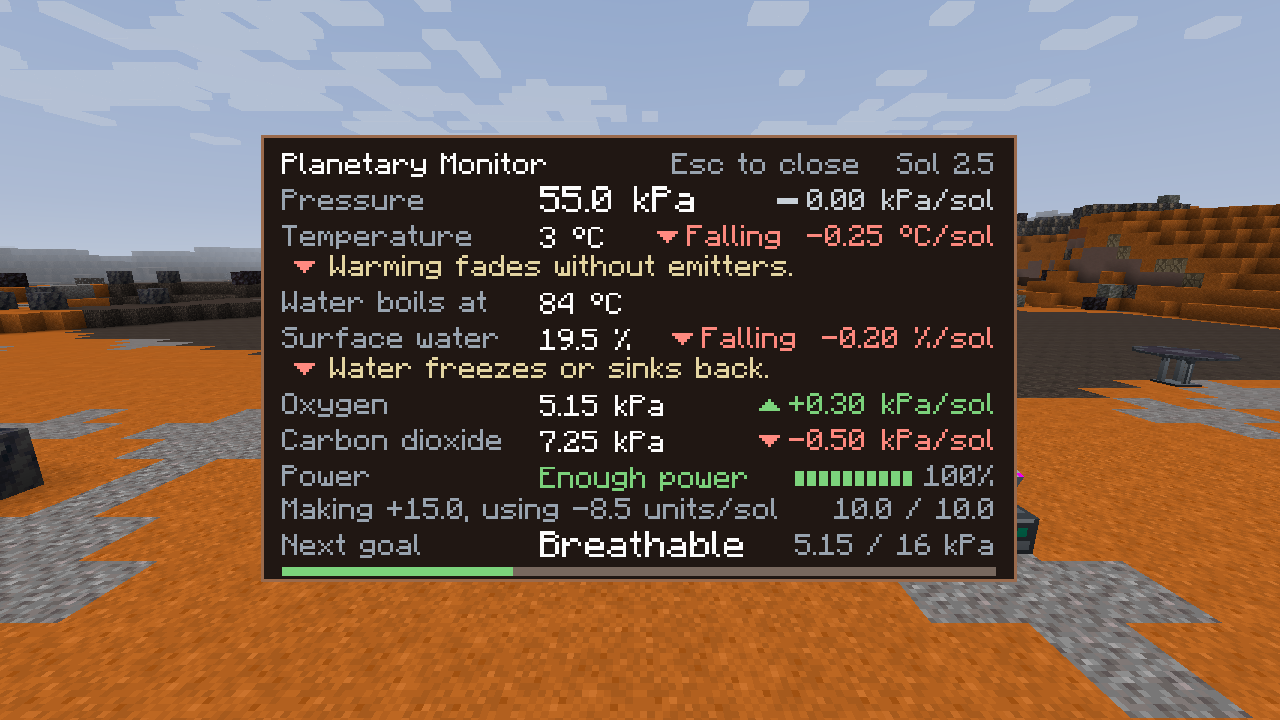 Planetary Monitor Esc to close Sol 2.5
Pressure 55.0 kPa 0.00 kPa/sol
Temperature 3 ºC Falling -0.25 ºC/sol
Warming fades without emitters.
Water boils at 84 ºC
Surface water 19.5 % Falling -0.20 %/sol
Water freezes or sinks back.
Oxygen 5.15 kPa +0.30 kPa/sol
Carbon dioxide 7.25 kPa -0.50 kPa/sol
Power Enough power 100%
Making +15.0, using -8.5 units/sol 10.0 / 10.0
Next goal Breathable 5.15 / 16 kPa